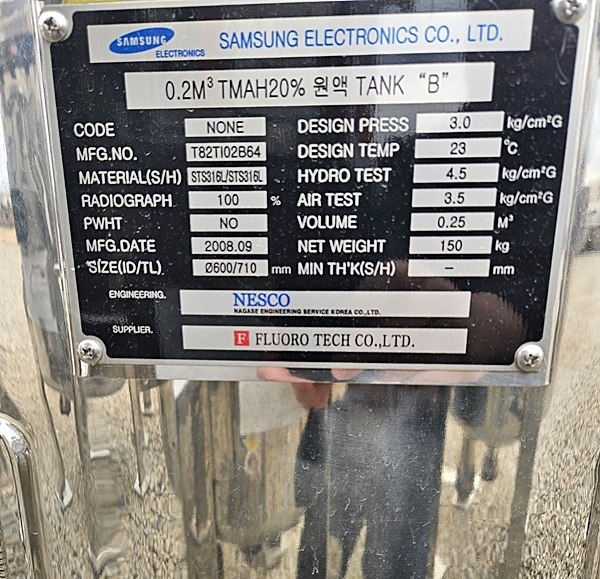 SAMSUNG
ELECTRONICS
SAMSUNG ELECTRONICS CO., LTD.
0.2M³ TMAH20% 원액 TANK “B”
CODE NONE DESIGN PRESS 3.0 kg/cm²G
MFG.NO. T82TI02B64 DESIGN TEMP 23 ℃
MATERIAL(S/H) STS316L/STS316L HYDRO TEST 4.5 kg/cm²G
RADIOGRAPH 100 % AIR TEST 3.5 kg/cm²G
PWHT NO VOLUME 0.25 M³
MFG.DATE 2008.09 NET WEIGHT 150 kg
SIZE(ID/TL) Ø600/710 mm MIN TH'K(S/H) – mm
ENGINEERING. NESCO
NAGASE ENGINEERING SERVICE KOREA CO.,LTD.
SUPPLIER. F FLUORO TECH CO.,LTD.